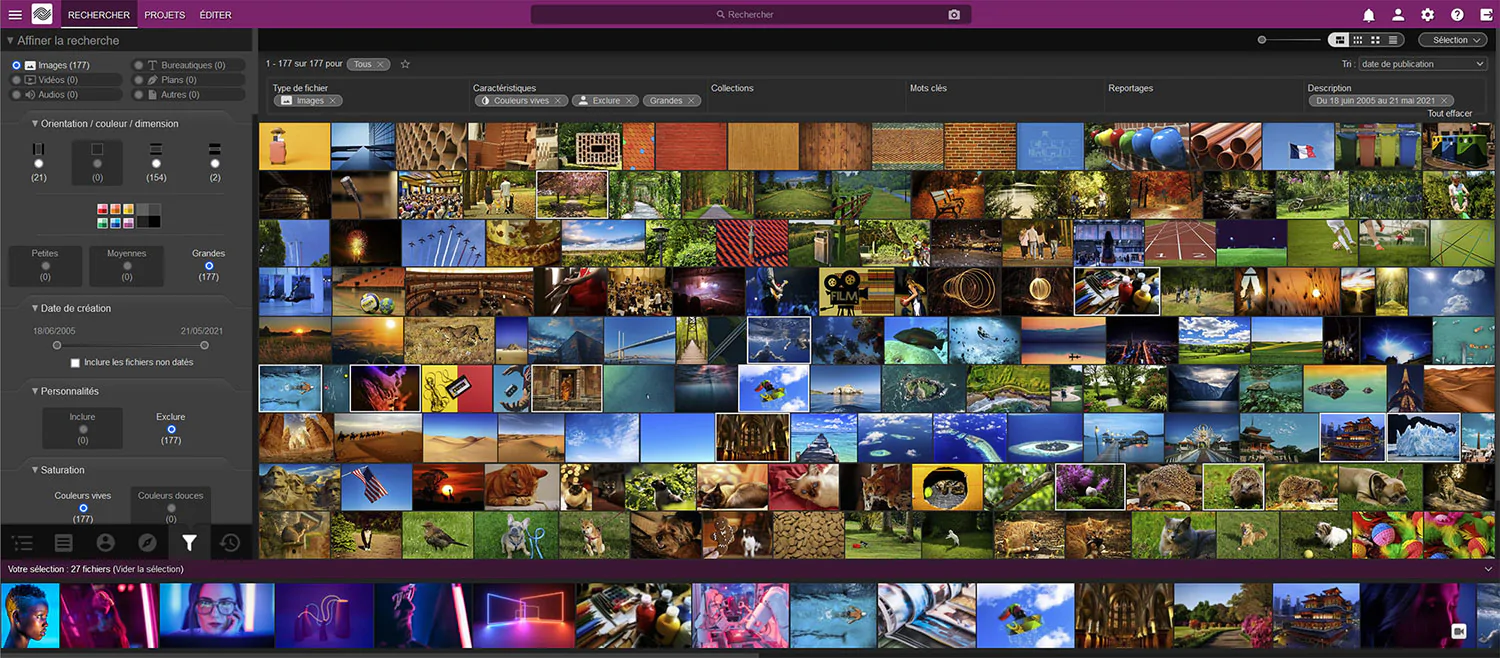 RECHERCHER PROJETS ÉDITER Rechercher
Affiner la recherche
Images (177) Bureautiques (0)
Vidéos (0) Plans (0)
Audios (0) Autres (0)
Orientation / couleur / dimension
(21) (0) (154) (2)
Petites Moyennes Grandes
(0) (0) (177)
Date de création
18/06/2005 21/05/2021
Inclure les fichiers non datés
Personnalités
Inclure Exclure
(0) (177)
Saturation
Couleurs vives Couleurs douces
(177) (0)
Sélection
1 - 177 sur 177 pour Tous
Tri : date de publication
Type de fichier Caractéristiques Collections Mots clés Reportages Description
Images Couleurs vives Exclure Grandes Du 18 juin 2005 au 21 mai 2021
Tout effacer
FILM
Votre sélection : 27 fichiers (Vider la sélection)